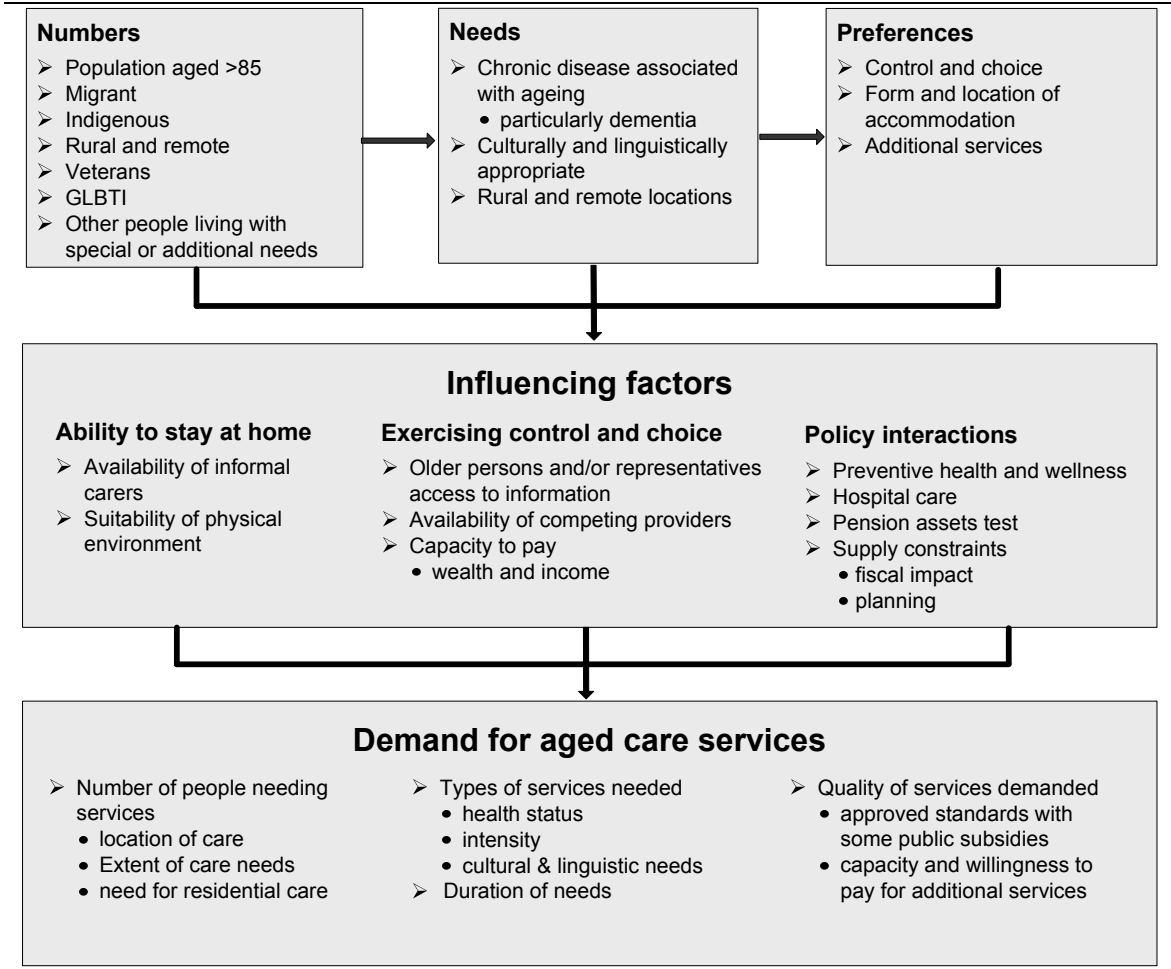 Numbers
➢ Population aged >85
➢ Migrant
➢ Indigenous
➢ Rural and remote
➢ Veterans
➢ GLBTI
➢ Other people living with
special or additional needs
Needs
➢ Chronic disease associated
with ageing
• particularly dementia
➢ Culturally and linguistically
appropriate
➢ Rural and remote locations
Preferences
➢ Control and choice
➢ Form and location of
accommodation
➢ Additional services
Influencing factors
Ability to stay at home
➢ Availability of informal
carers
➢ Suitability of physical
environment
Exercising control and choice
➢ Older persons and/or representatives
access to information
➢ Availability of competing providers
➢ Capacity to pay
• wealth and income
Policy interactions
➢ Preventive health and wellness
➢ Hospital care
➢ Pension assets test
➢ Supply constraints
• fiscal impact
• planning
Demand for aged care services
➢ Number of people needing
services
• location of care
• Extent of care needs
• need for residential care
➢ Types of services needed
• health status
• intensity
• cultural & linguistic needs
➢ Duration of needs
➢ Quality of services demanded
• approved standards with
some public subsidies
• capacity and willingness to
pay for additional services